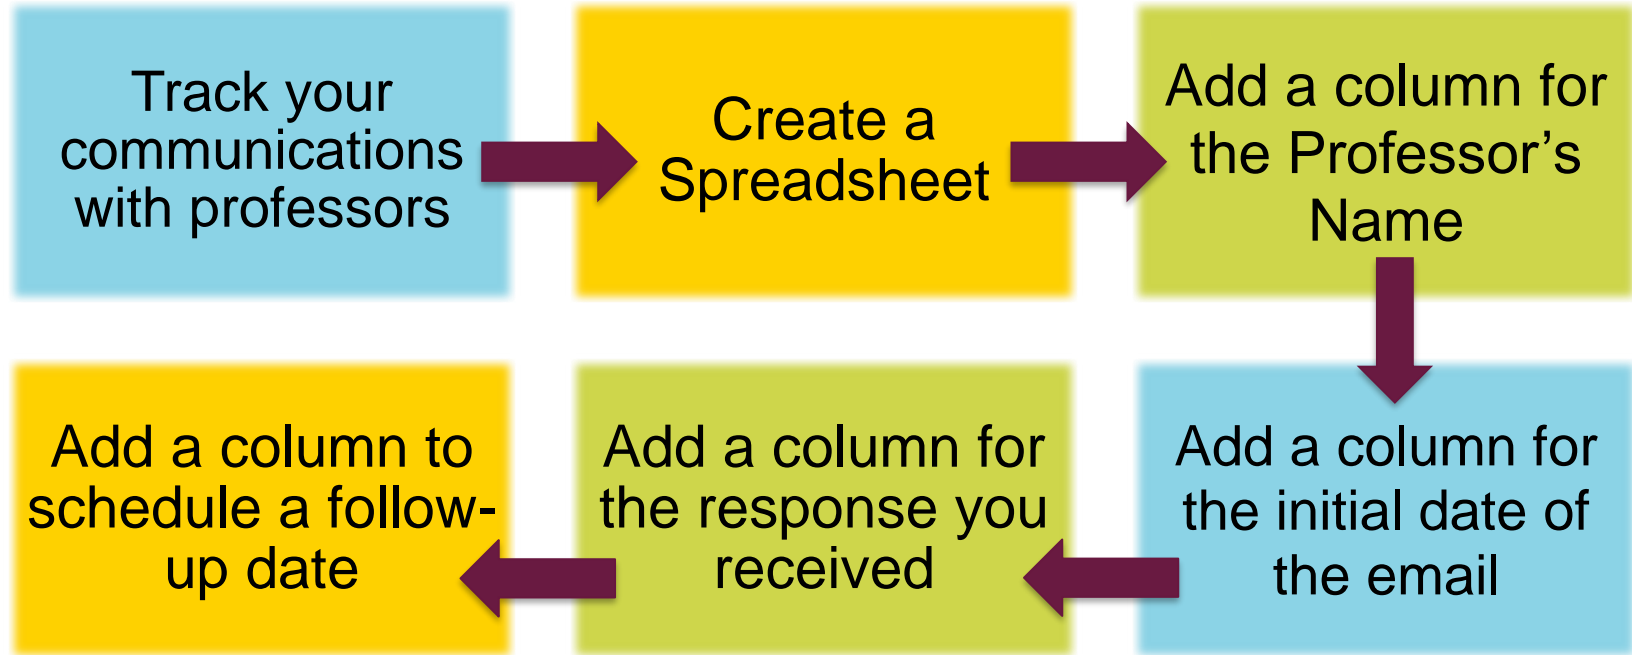 Track your
communications
with professors
Create a
Spreadsheet
Add a column for
the Professor’s
Name
Add a column for
the initial date of
the email
Add a column for
the response you
received
Add a column to
schedule a follow-
up date